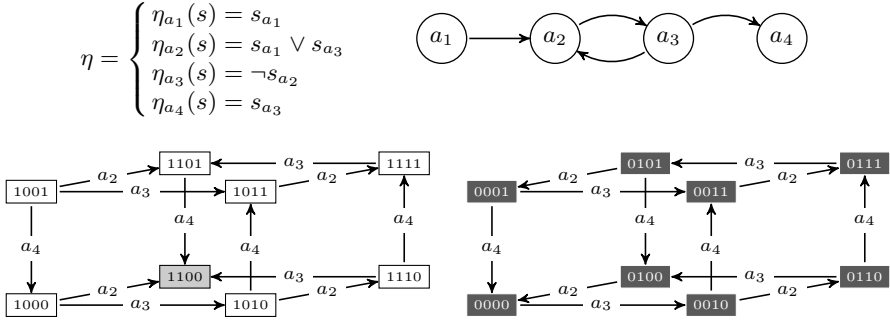 η = { η_{a_1}(s) = s_{a_1}
η_{a_2}(s) = s_{a_1} ∨ s_{a_3}
η_{a_3}(s) = ¬s_{a_2}
η_{a_4}(s) = s_{a_3}
a_1 a_2 a_3 a_4
1101 a_3 1111 0101 a_3 0111
a_2 a_2 a_2 a_2
1001 a_3 1011 0001 a_3 0011
a_4 a_4 a_4 a_4 a_4 a_4 a_4 a_4
1100 a_3 1110 0100 a_3 0110
a_2 a_2 a_2 a_2
1000 a_3 1010 0000 a_3 0010